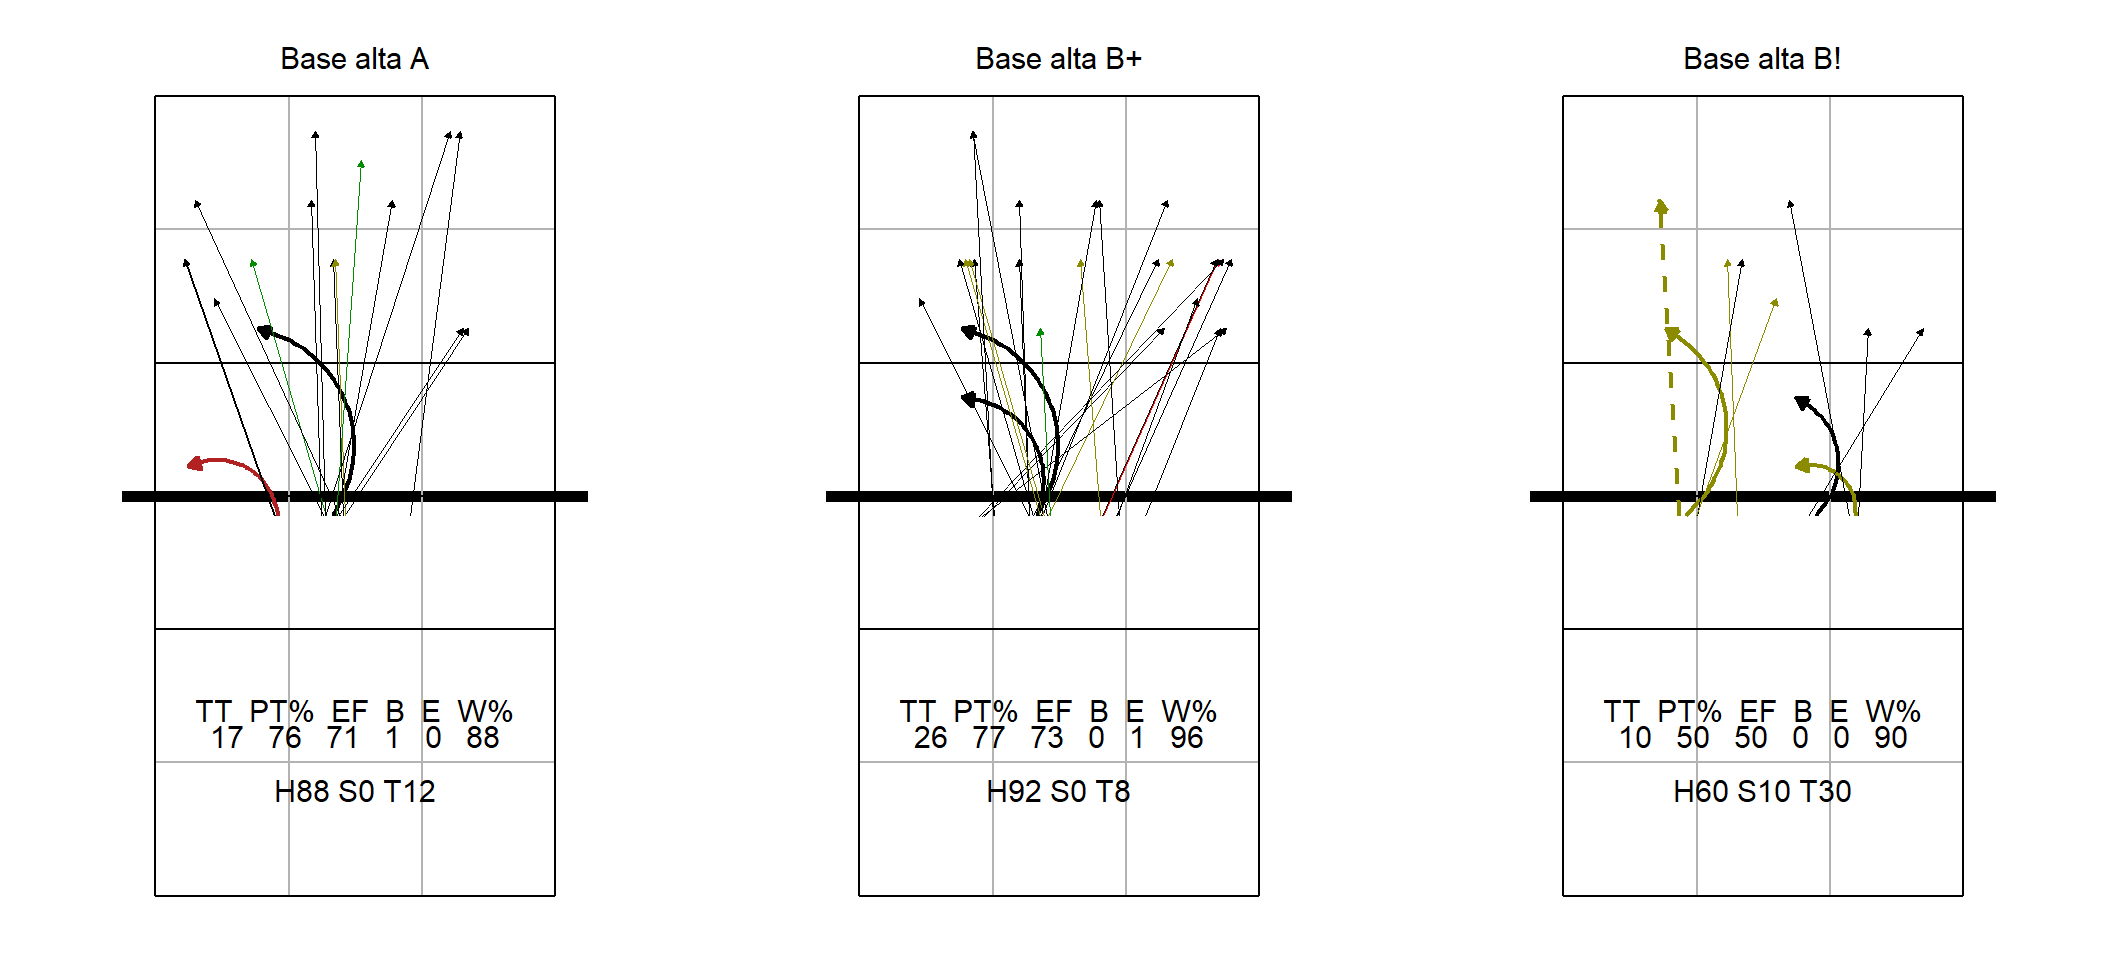 Base alta A
TT PT% EF B E W%
17 76 71 1 0 88
H88 S0 T12
Base alta B+
TT PT% EF B E W%
26 77 73 0 1 96
H92 S0 T8
Base alta B!
TT PT% EF B E W%
10 50 50 0 0 90
H60 S10 T30